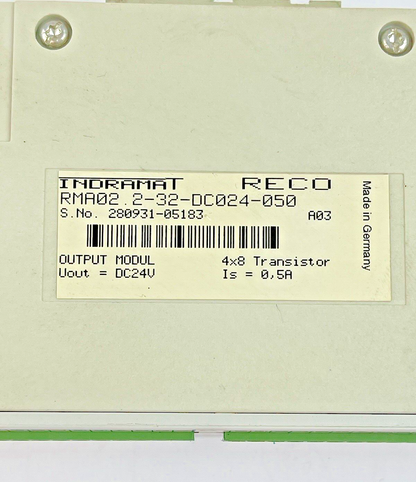 INDRAMAT RECO
RMA02.2-32-DC024-050
S.No. 280931-05183 A03
OUTPUT MODUL 4x8 Transistor
Uout = DC24V Is = 0,5A
Made in Germany